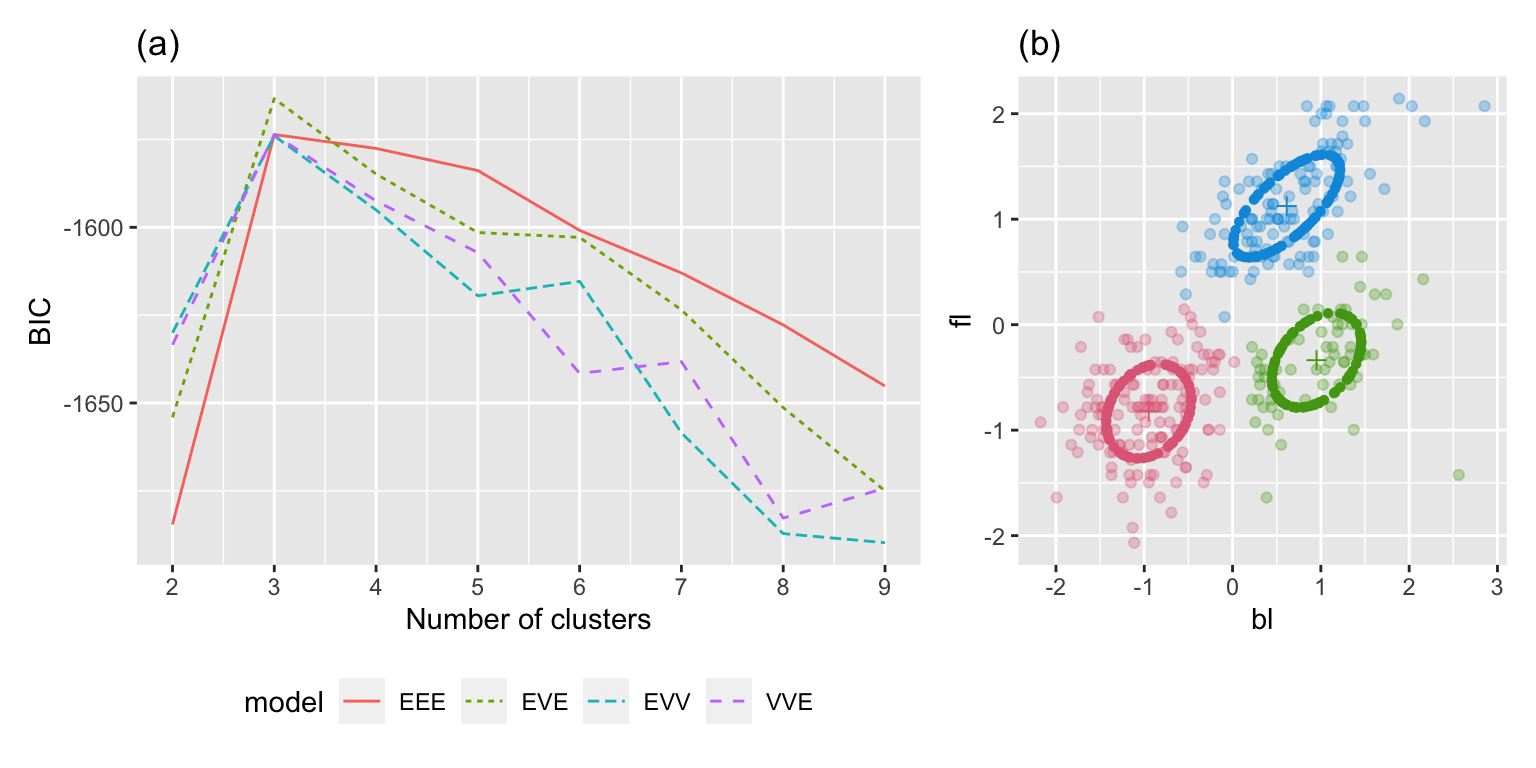 (a)
BIC
-1600
-1650
2 3 4 5 6 7 8 9
Number of clusters
model EEE EVE EVV VVE
(b)
fl
2
1
0
-1
-2
-2 -1 0 1 2 3
bl